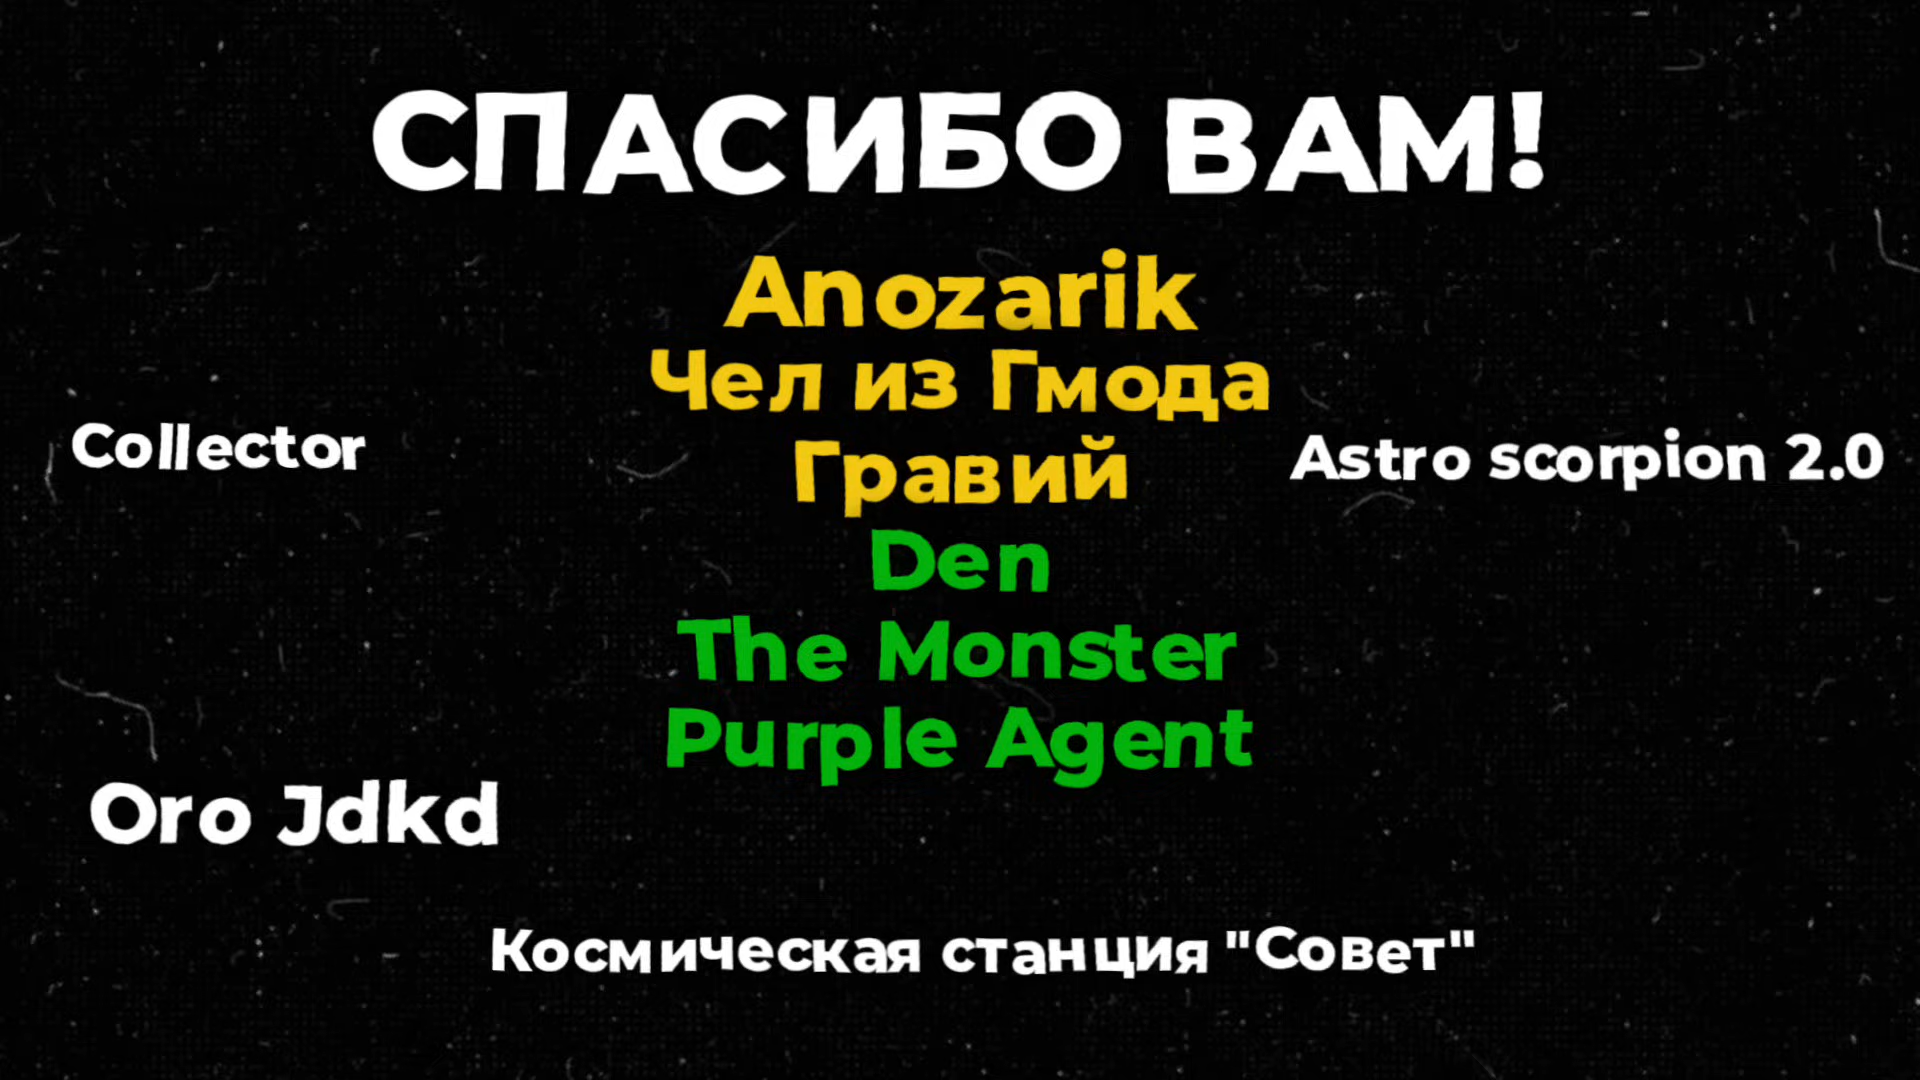 СПАСИБО ВАМ!
Anozarik
Чел из Гмода
Collector
Astro scorpion 2.0
Гравий
Den
The Monster
Purple Agent
Oro Jdkd
Космическая станция "Совет"